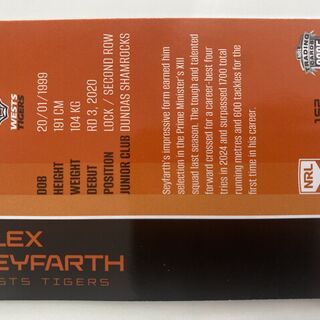 WESTS
TIGERS
DOB 20/01/1999
HEIGHT 191 CM
WEIGHT 104 KG
DEBUT RD 3, 2020
POSITION LOCK / SECOND ROW
JUNIOR CLUB DUNDAS SHAMROCKS
Seyfarth's impressive form earned him
selection in the Prime Minister's XIII
squad last season. The tough and talented
forward crossed for a career-best four
tries in 2024 and surpassed 1700 total
running metres and 600 tackles for the
first time in his career.
TRADING
CARDS
NRL
LEX
EYFARTH
STS TIGERS